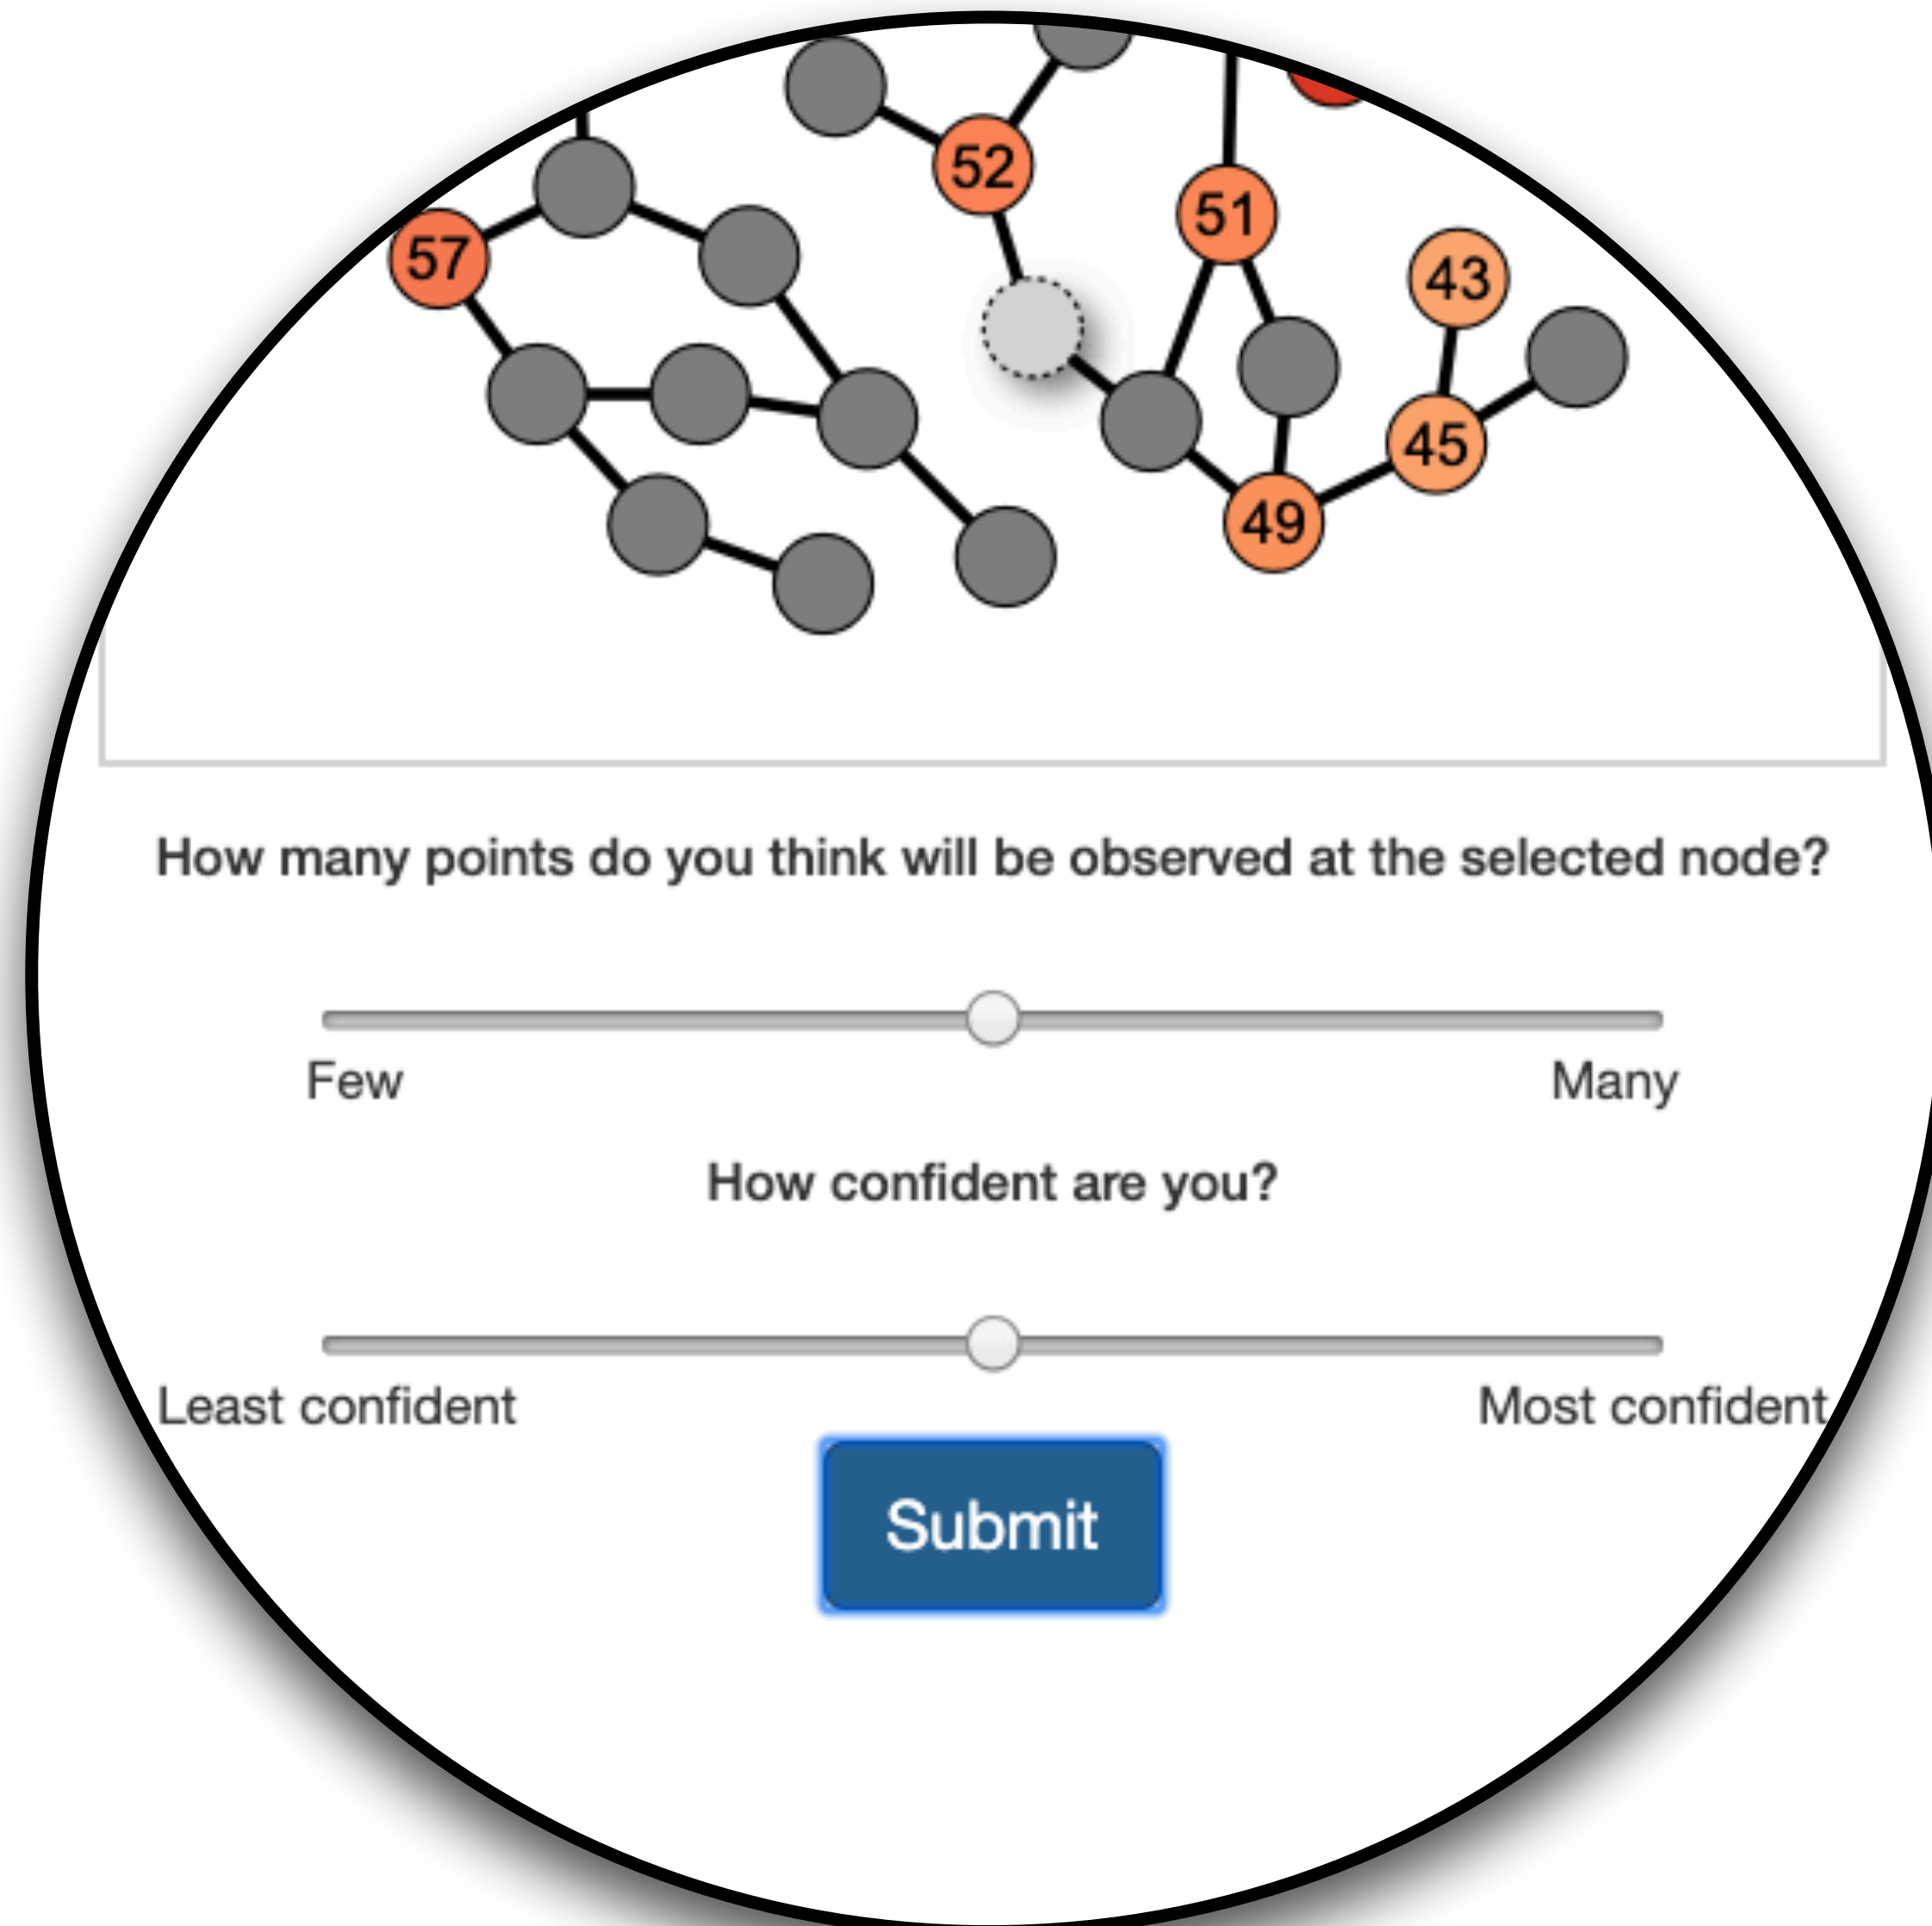 52
51
57
43
45
49
How many points do you think will be observed at the selected node?
Few
Many
How confident are you?
Least confident
Most confident
Submit